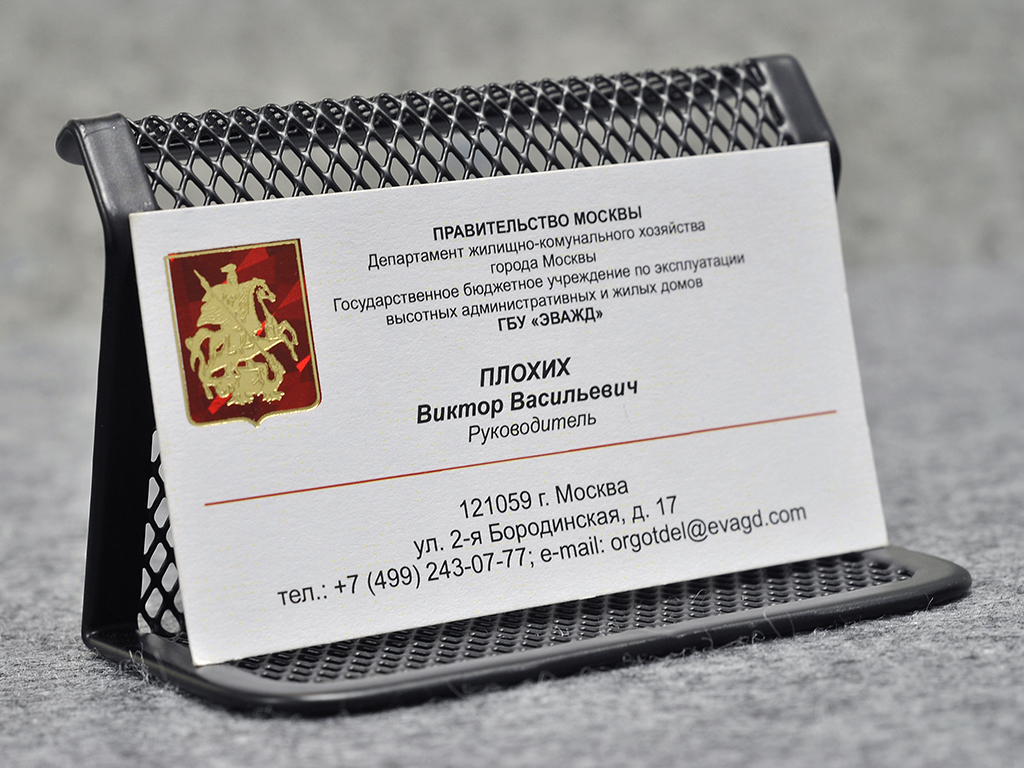 ПРАВИТЕЛЬСТВО МОСКВЫ
Департамент жилищно-комунального хозяйства
города Москвы
Государственное бюджетное учреждение по эксплуатации
высотных административных и жилых домов
ГБУ «ЭВАЖД»
ПЛОХИХ
Виктор Васильевич
Руководитель
121059 г. Москва
ул. 2-я Бородинская, д. 17
тел.: +7 (499) 243-07-77; e-mail: orgotdel@evagd.com